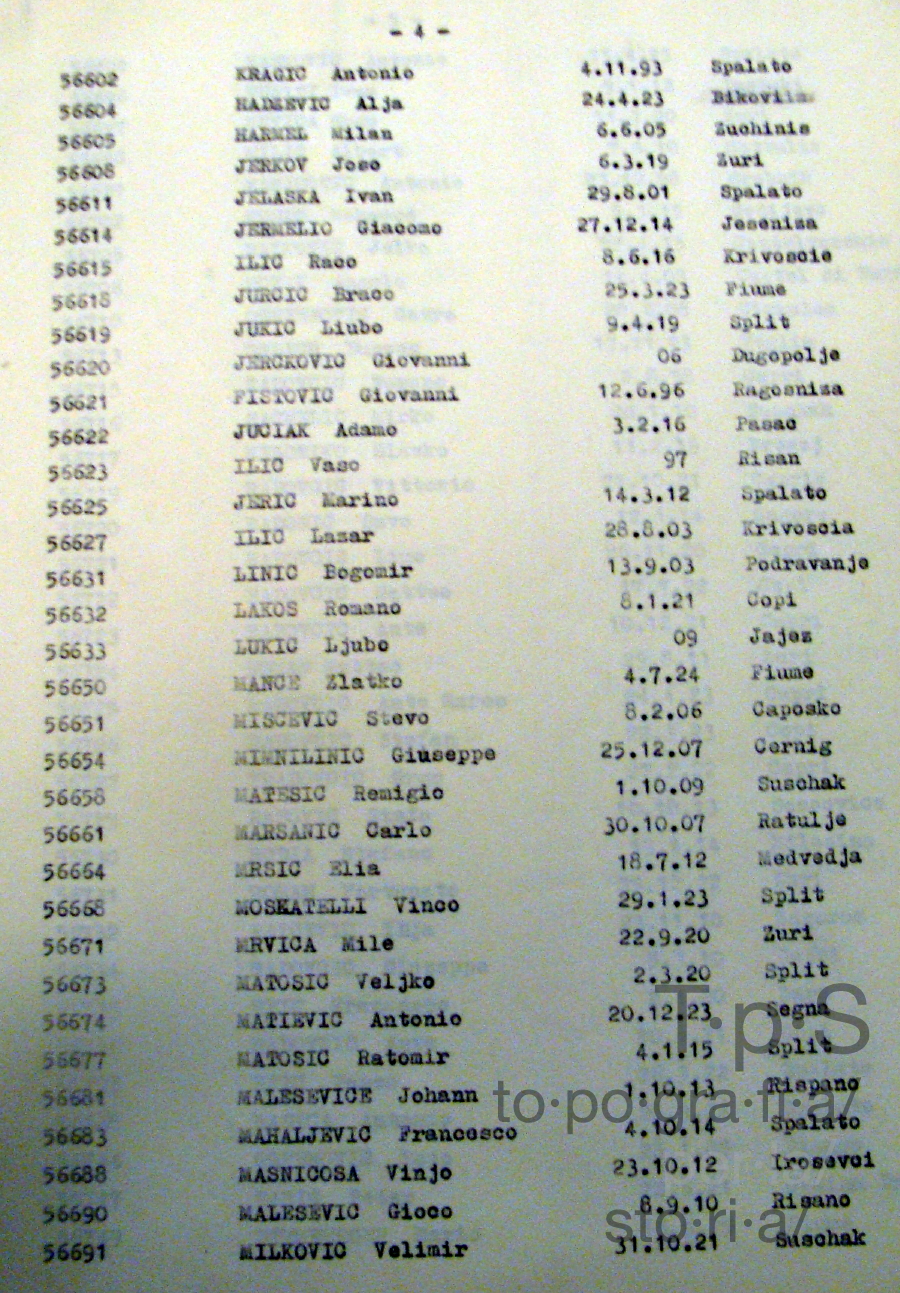 - 4 -
56602 KRAGIC Antonio 4.11.93 Spalato
56604 HADZEVIC Alja 24.4.23
56605 HARMEL Milan 6.6.05 Zuchinis
56608 JERKOV Joso 6.3.19 Zuri
56611 JELASKA Ivan 29.8.01 Spalato
56614 JERMELIC Giacomo 27.12.14 Jeseniza
56615 ILIC Raco 8.6.16 Krivoscie
56618 JURCIC Braco 25.3.23 Fiume
56619 JUKIC Liubo 9.4.19 Split
56620 JERCKOVIC Giovanni 06 Dugopolje
56621 FISTOVIC Giovanni 12.6.96 Ragosniza
56622 JUCIAK Adamo 3.2.16 Pasac
56623 ILIC Vaso 97 Risan
56625 JERIC Marino 14.3.12 Spalato
56627 ILIC Lazar 28.8.03 Krivoscia
56631 LINIC Bogomir 13.9.03 Podravanje
56632 LAKOS Romano 8.1.21 Copi
56633 LUKIC Ljubo 09 Jajez
56650 MANCE Zlatko 4.7.24 Fiume
56651 MISCEVIC Stevo 8.2.06 Caposko
56654 MIMNILINIC Giuseppe 25.12.07 Cernig
56658 MATESIC Remigio 1.10.09 Suschak
56661 MARSANIC Carlo 30.10.07 Ratulje
56664 MRSIC Elia 18.7.12 Medvedja
56668 MOSKATELLI Vinco 29.1.23 Split
56671 MRVICA Mile 22.9.20 Zuri
56673 MATOSIC Veljko 2.3.20 Split
56674 MATIEVIC Antonio 20.12.23 Segna
56677 MATOSIC Ratomir 4.1.15 Split
56681 MALESEVICE Johann 1.10.13 Rispano
56683 MAHALJEVIC Francesco 4.10.14 Spalato
56688 MASNICOSA Vinjo 23.10.12 Irosevci
56690 MALESEVIC Gioco 8.9.10 Risano
56691 MILKOVIC Velimir 31.10.21 Suschak
T·p·S
to·po·gra·fi·a/
sto·ri·a/